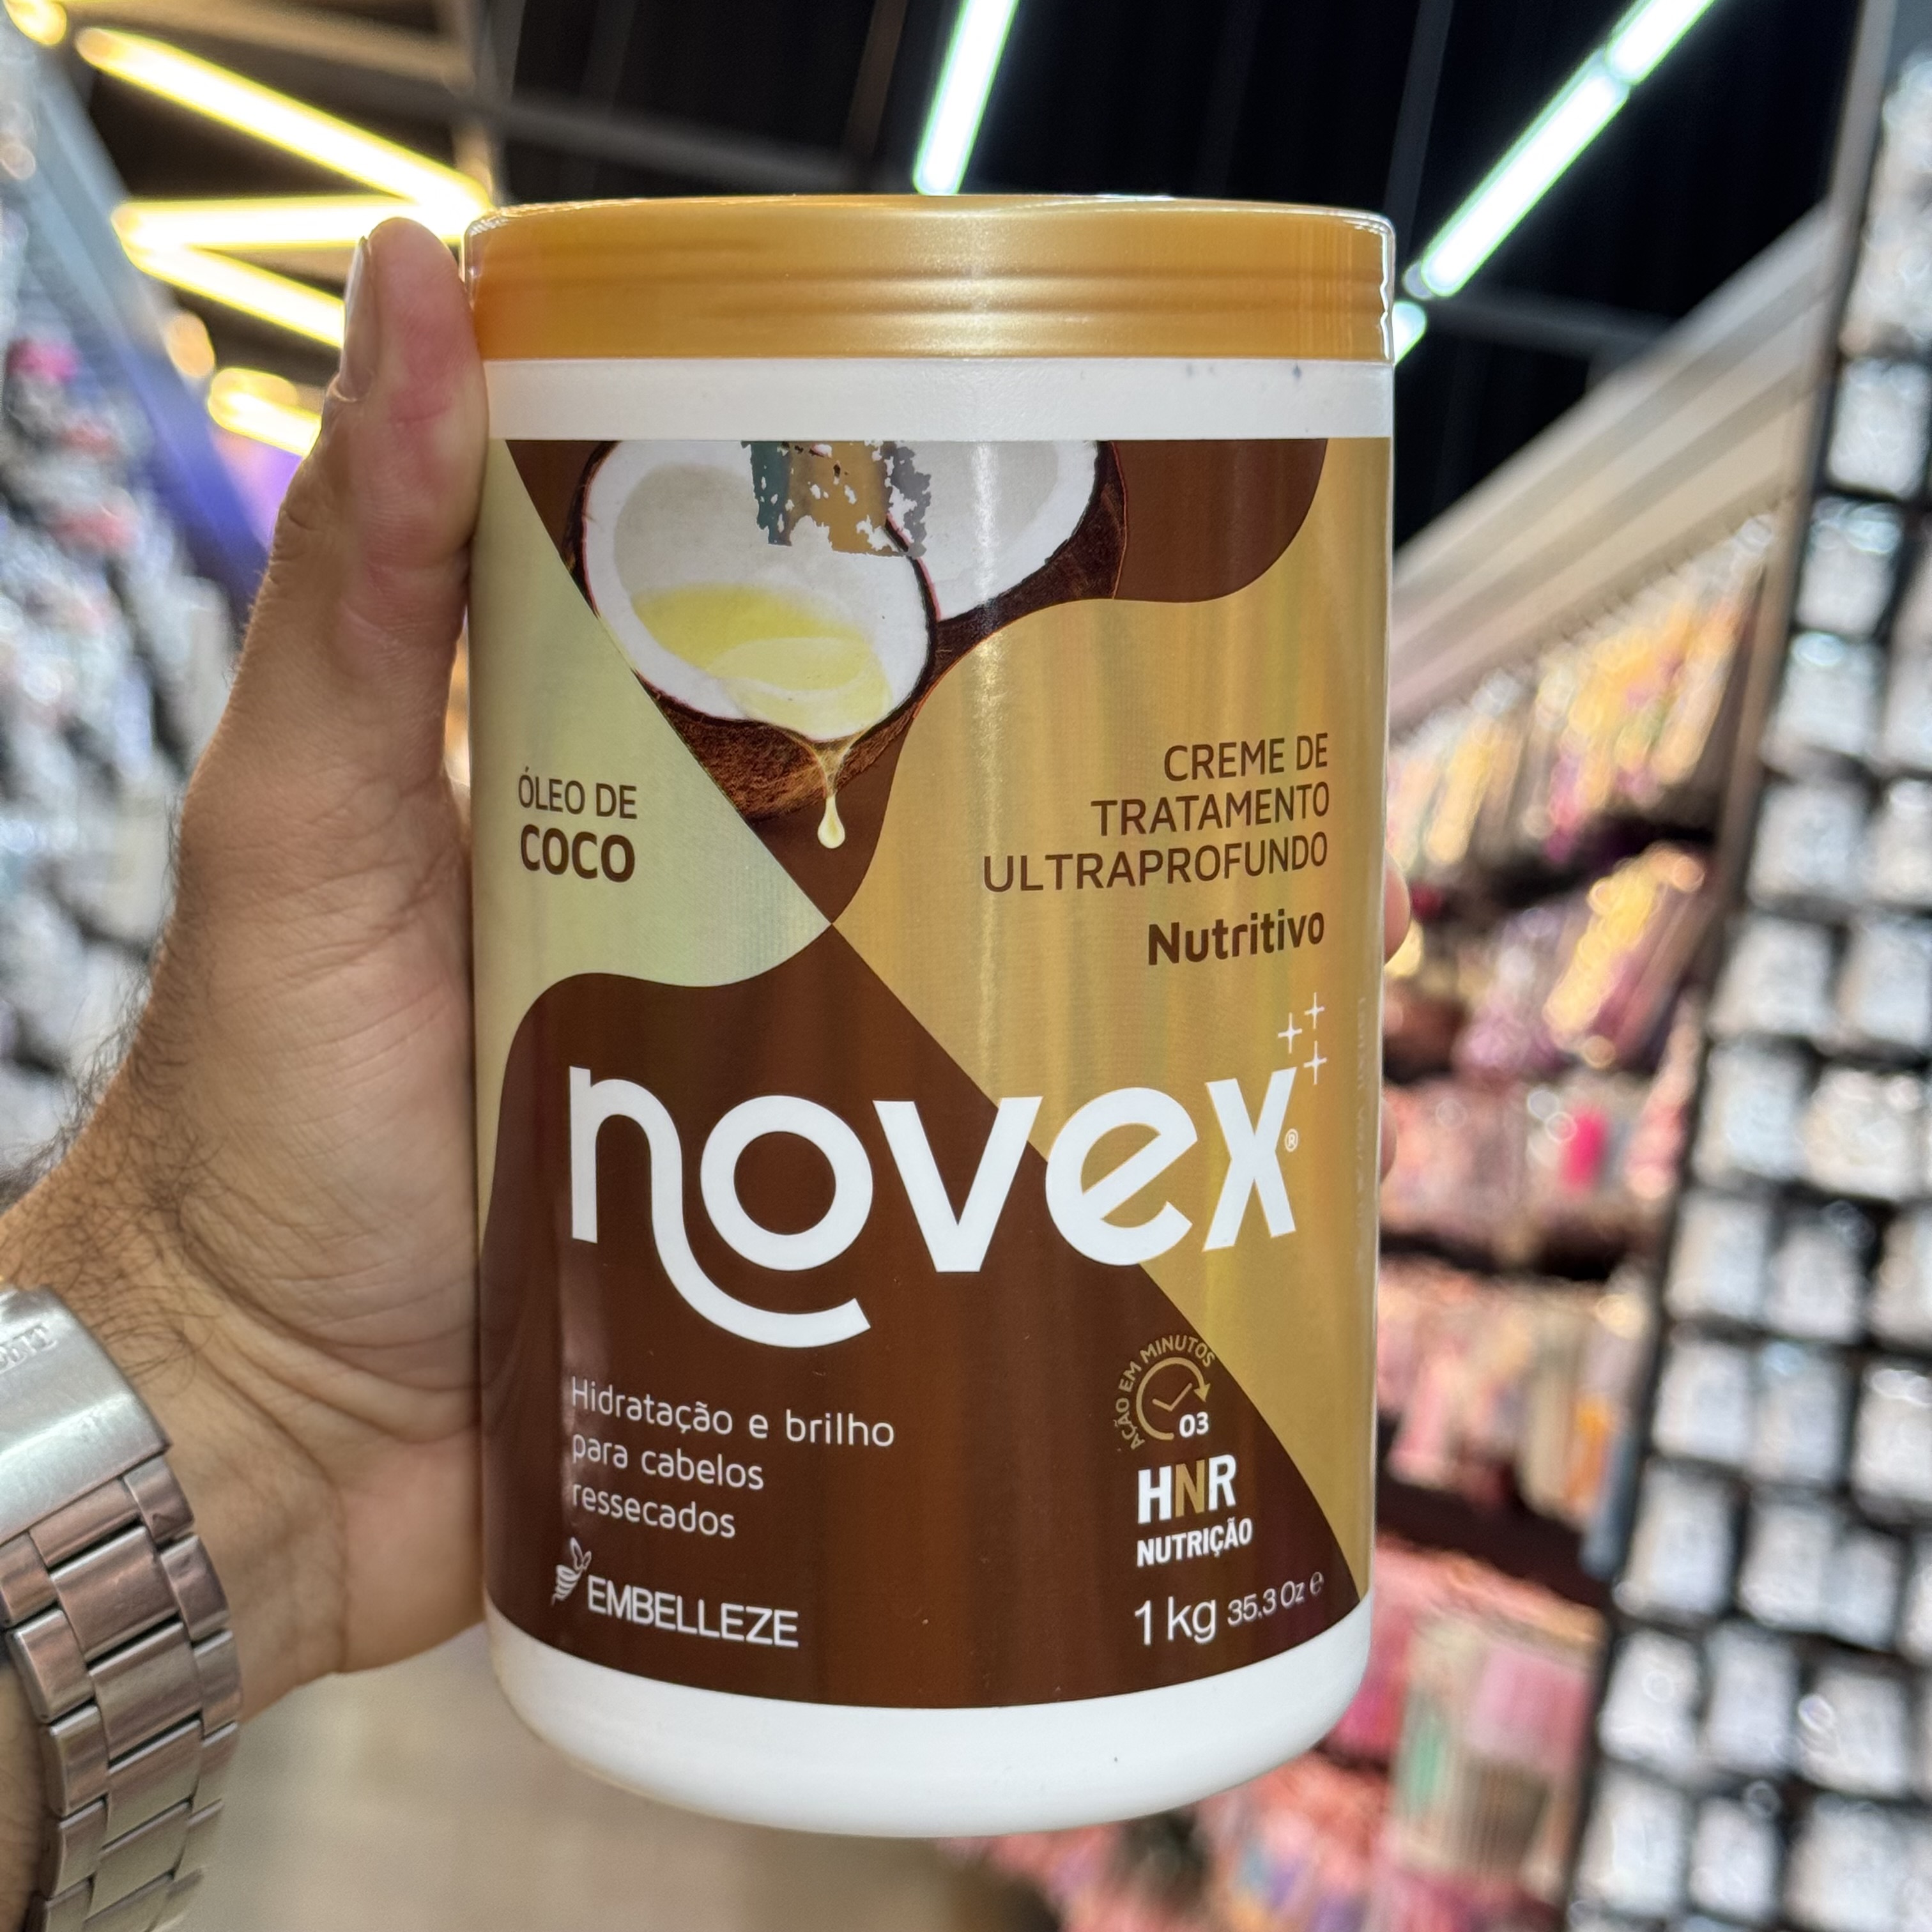 ÓLEO DE
COCO
CREME DE
TRATAMENTO
ULTRAPROFUNDO
Nutritivo
novex®
Hidratação e brilho
para cabelos
ressecados
EMBELLEZE
AÇÃO EM MINUTOS
03
HNR
NUTRIÇÃO
1 kg 35.3 Oz ℮